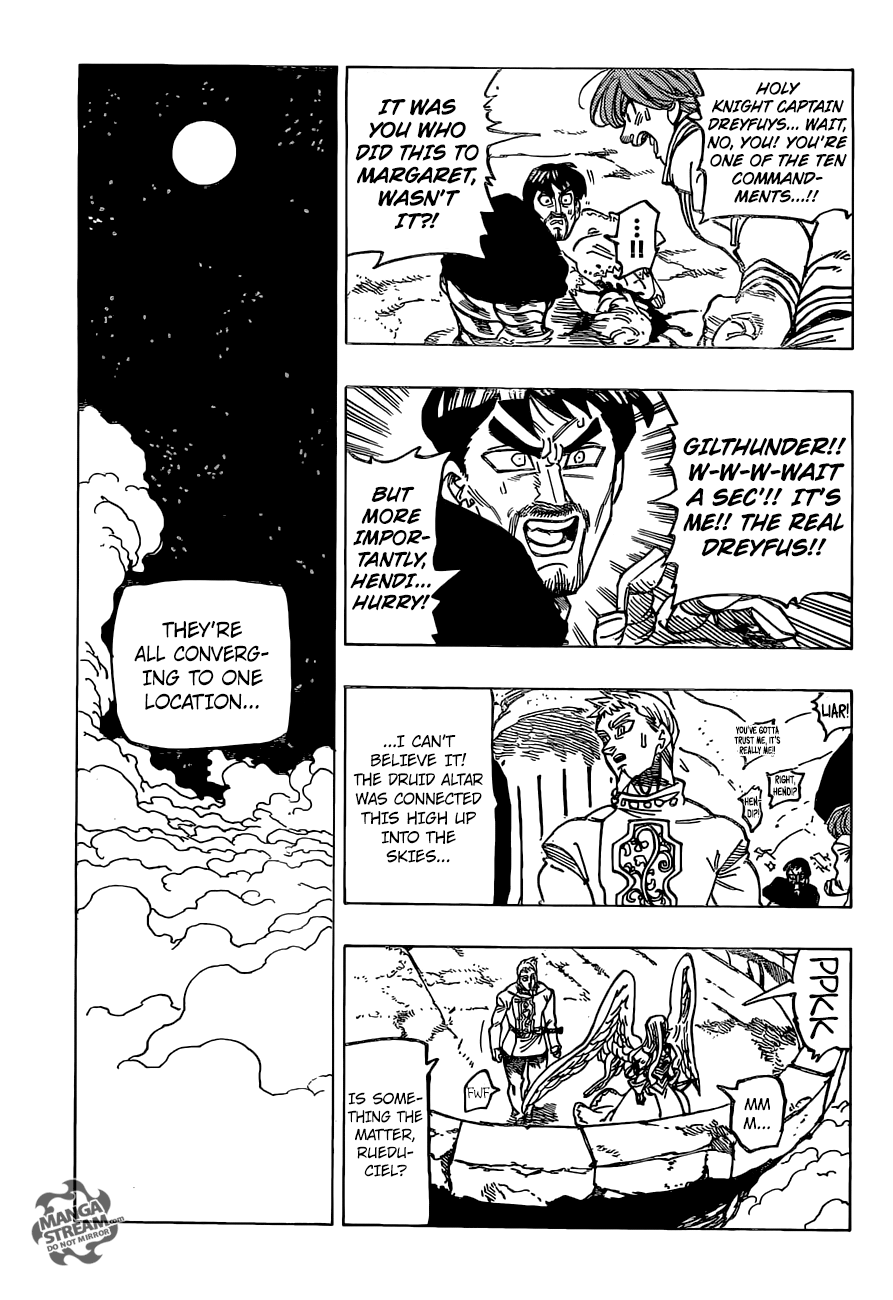 HOLY
KNIGHT CAPTAIN
DREYFUYS... WAIT,
NO, YOU! YOU'RE
ONE OF THE TEN
COMMAND-
MENTS...!!
IT WAS
YOU WHO
DID THIS TO
MARGARET,
WASN'T
IT?!
...!!
GILTHUNDER!!
W-W-W-WAIT
A SEC'!! IT'S
ME!! THE REAL
DREYFUS!!
BUT
MORE
IMPOR-
TANTLY,
HENDI...
HURRY!
LIAR!
YOU'VE GOTTA
TRUST ME, IT'S
REALLY ME!!
RIGHT,
HENDI?
HEN-
DI?!
...I CAN'T
BELIEVE IT!
THE DRUID ALTAR
WAS CONNECTED
THIS HIGH UP
INTO THE
SKIES...
PPKK
MM
M...
FWF
IS SOME-
THING THE
MATTER,
RUEDU-
CIEL?
THEY'RE
ALL CONVERG-
ING TO ONE
LOCATION...
MANGA
STREAM.com
DO NOT MIRROR